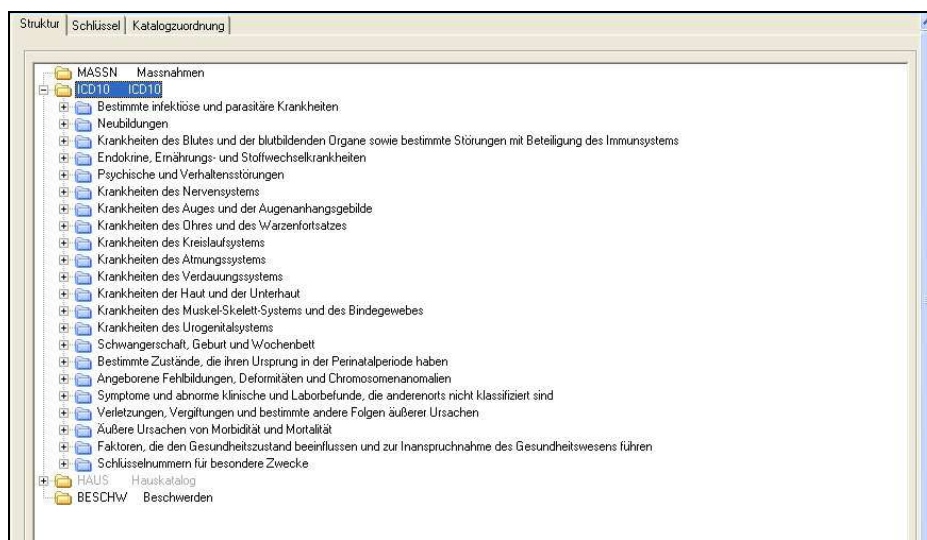 Struktur Schlüssel Katalogzuordnung
MASSN Massnahmen
ICD10 ICD10
Bestimmte infektiöse und parasitäre Krankheiten
Neubildungen
Krankheiten des Blutes und der blutbildenden Organe sowie bestimmte Störungen mit Beteiligung des Immunsystems
Endokrine, Ernährungs- und Stoffwechselkrankheiten
Psychische und Verhaltensstörungen
Krankheiten des Nervensystems
Krankheiten des Auges und der Augenanhangsgebilde
Krankheiten des Ohres und des Warzenfortsatzes
Krankheiten des Kreislaufsystems
Krankheiten des Atmungssystems
Krankheiten des Verdauungssystems
Krankheiten der Haut und der Unterhaut
Krankheiten des Muskel-Skelett-Systems und des Bindegewebes
Krankheiten des Urogenitalsystems
Schwangerschaft, Geburt und Wochenbett
Bestimmte Zustände, die ihren Ursprung in der Perinatalperiode haben
Angeborene Fehlbildungen, Deformitäten und Chromosomenanomalien
Symptome und abnorme klinische und Laborbefunde, die anderenorts nicht klassifiziert sind
Verletzungen, Vergiftungen und bestimmte andere Folgen äußerer Ursachen
Äußere Ursachen von Morbidität und Mortalität
Faktoren, die den Gesundheitszustand beeinflussen und zur Inanspruchnahme des Gesundheitswesens führen
Schlüsselnummern für besondere Zwecke
HAUS Hauskatalog
BESCHW Beschwerden